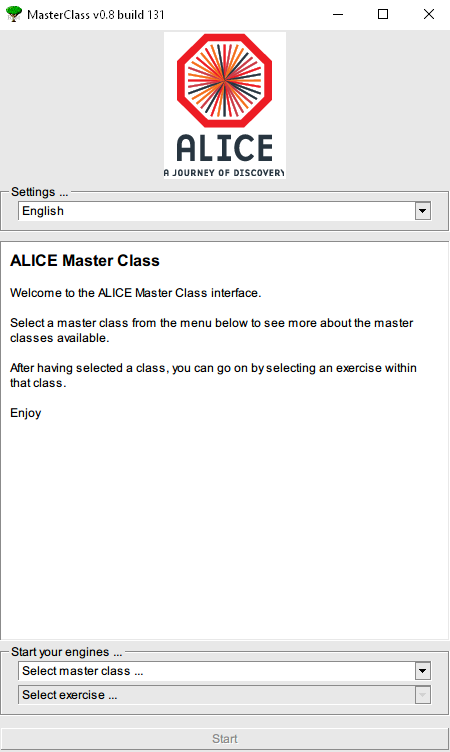 MasterClass v0.8 build 131
ALICE
A JOURNEY OF DISCOVERY
Settings ...
English
ALICE Master Class
Welcome to the ALICE Master Class interface.
Select a master class from the menu below to see more about the master
classes available.
After having selected a class, you can go on by selecting an exercise within
that class.
Enjoy
Start your engines ...
Select master class ...
Select exercise ...
Start